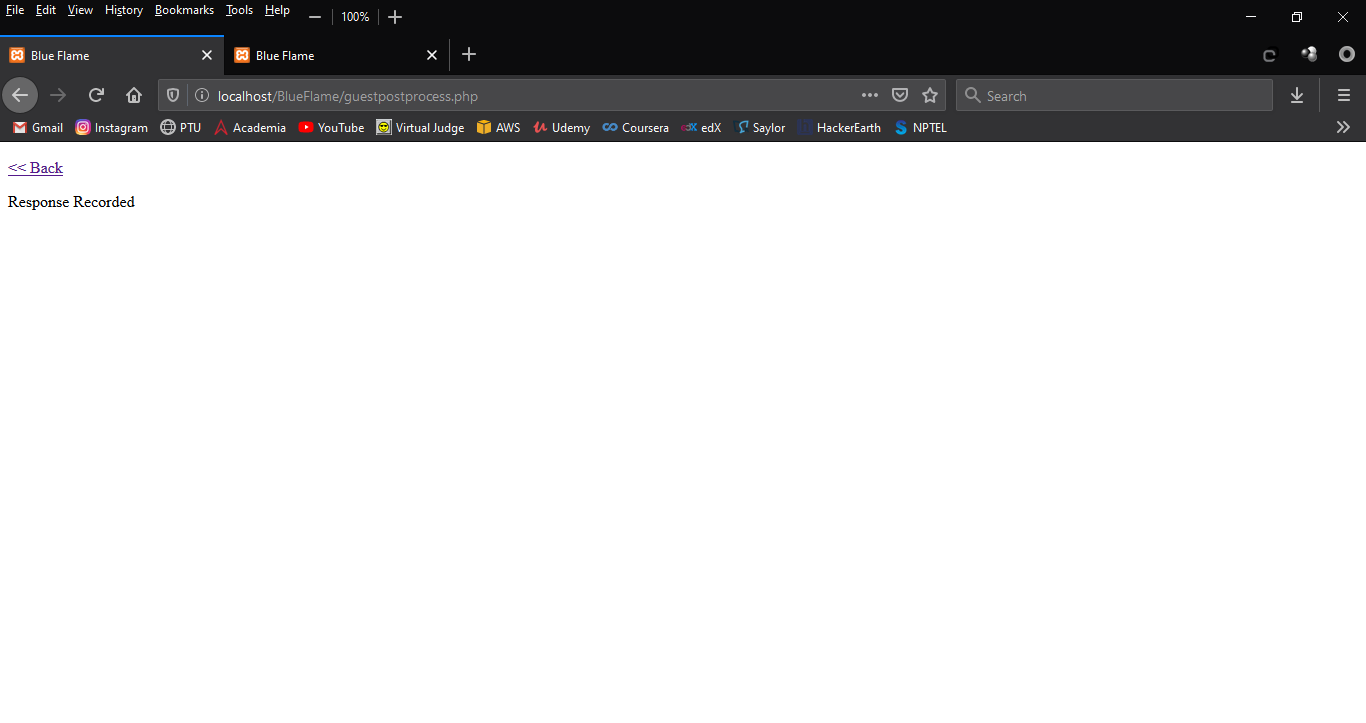 File Edit View History Bookmarks Tools Help 100%
Blue Flame Blue Flame
localhost/BlueFlame/guestpostprocess.php Search
Gmail Instagram PTU Academia YouTube Virtual Judge AWS Udemy Coursera edX Saylor HackerEarth NPTEL
<< Back
Response Recorded